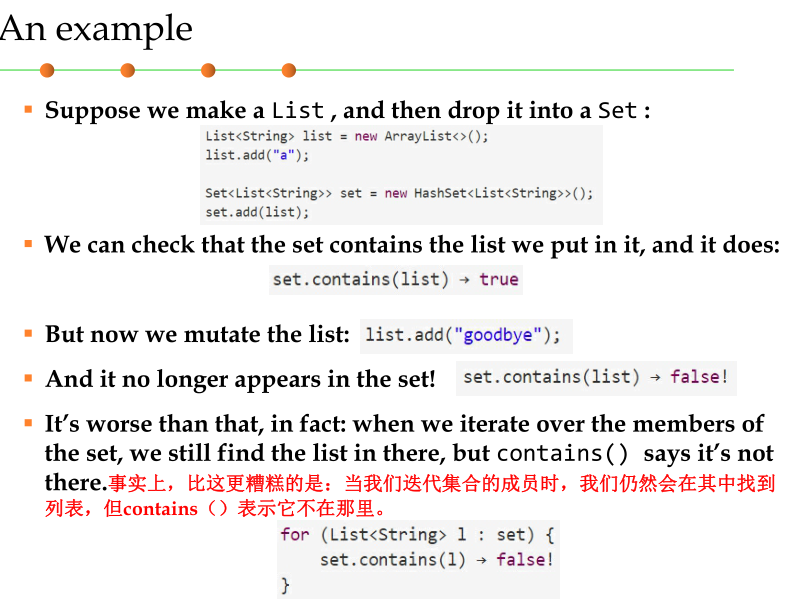 An example
▪ Suppose we make a List , and then drop it into a Set :
List<String> list = new ArrayList<>();
list.add("a");
Set<List<String>> set = new HashSet<List<String>>();
set.add(list);
▪ We can check that the set contains the list we put in it, and it does:
set.contains(list) → true
▪ But now we mutate the list: list.add("goodbye");
▪ And it no longer appears in the set! set.contains(list) → false!
▪ It’s worse than that, in fact: when we iterate over the members of
the set, we still find the list in there, but contains() says it’s not
there.事实上，比这更糟糕的是：当我们迭代集合的成员时，我们仍然会在其中找到
列表，但contains（）表示它不在那里。
for (List<String> l : set) {
set.contains(l) → false!
}